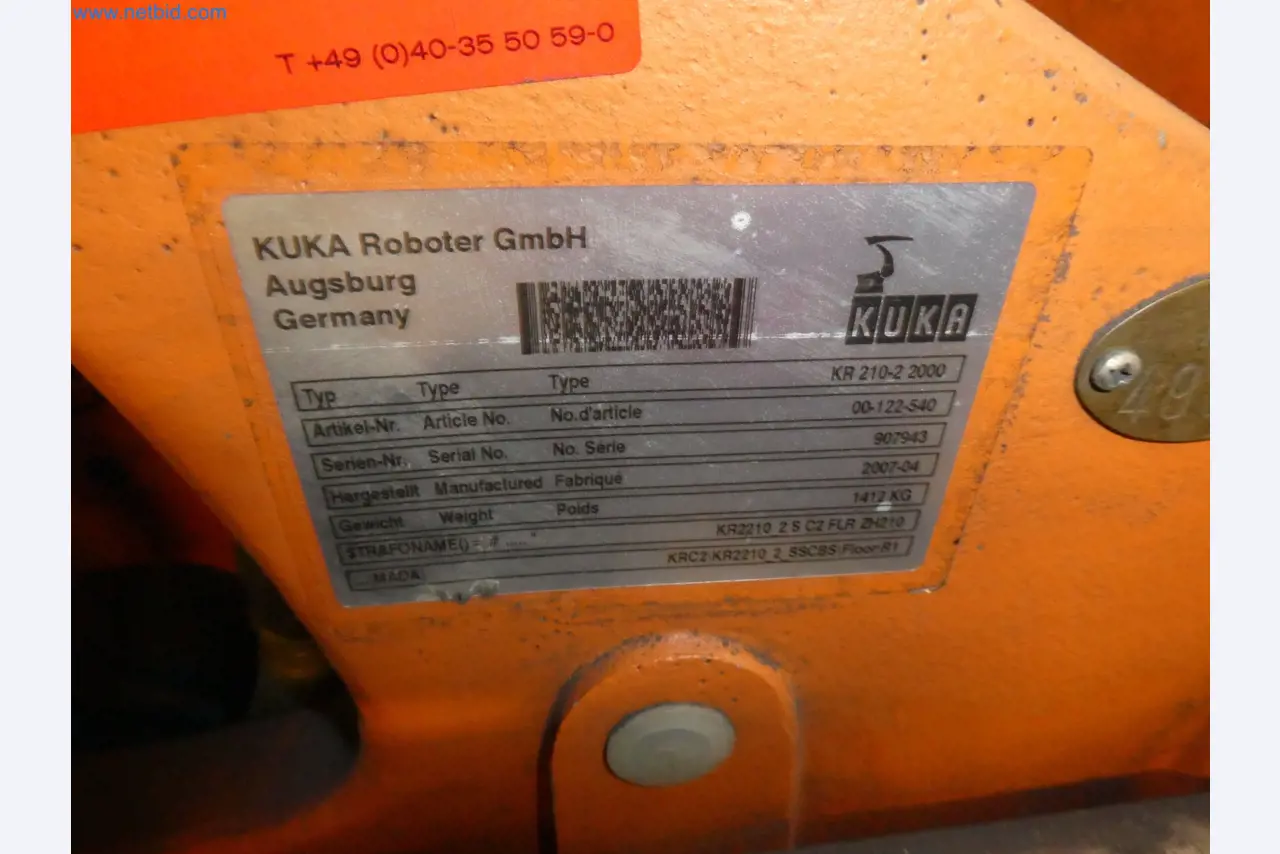 www.netbid.com
T +49 (0)40-35 50 59-0
KUKA Roboter GmbH
Augsburg
Germany
KUKA
Typ Type Type KR 210-2 2000
Artikel-Nr. Article No. No.d'article 00-122-540
Serien-Nr. Serial No. No. Serie 907943
Hergestellt Manufactured Fabriqué 2007-04
Gewicht Weight Poids 1412 KG
$TRAFONAME()="# ....." KR2210_2 S C2 FLR ZH210
...\MADA\ KRC2\KR2210_2_SSCBS\Floor\R1
49